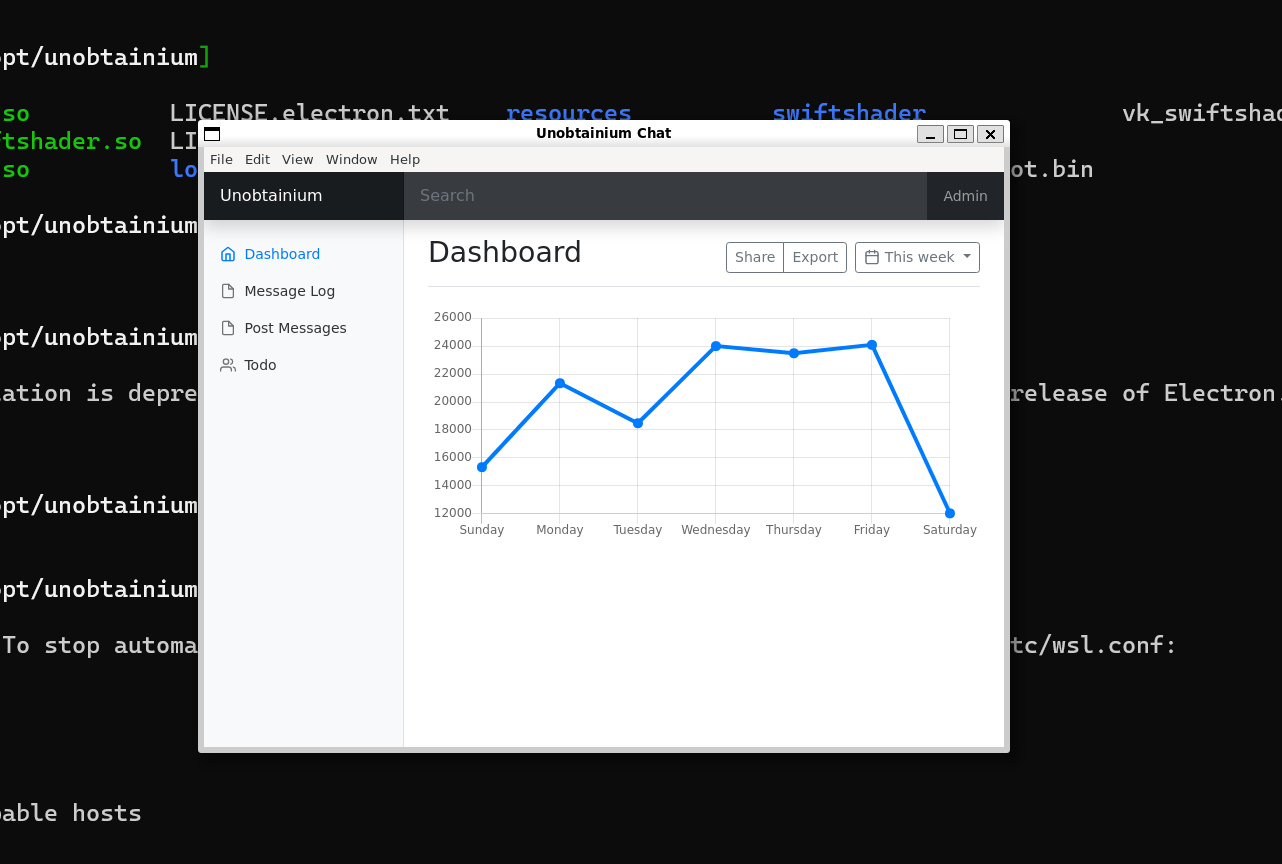 pt/unobtainium]
so LICENSE.electron.txt resources swiftshader vk_swiftshad
tshader.so LI
so lo ot.bin
pt/unobtainium
pt/unobtainium
ation is depre release of Electron.
pt/unobtainium
pt/unobtainium
To stop automa tc/wsl.conf:
able hosts
Unobtainium Chat
File Edit View Window Help
Unobtainium Search Admin
Dashboard
Message Log
Post Messages
Todo
Dashboard
Share Export This week
26000
24000
22000
20000
18000
16000
14000
12000
Sunday Monday Tuesday Wednesday Thursday Friday Saturday